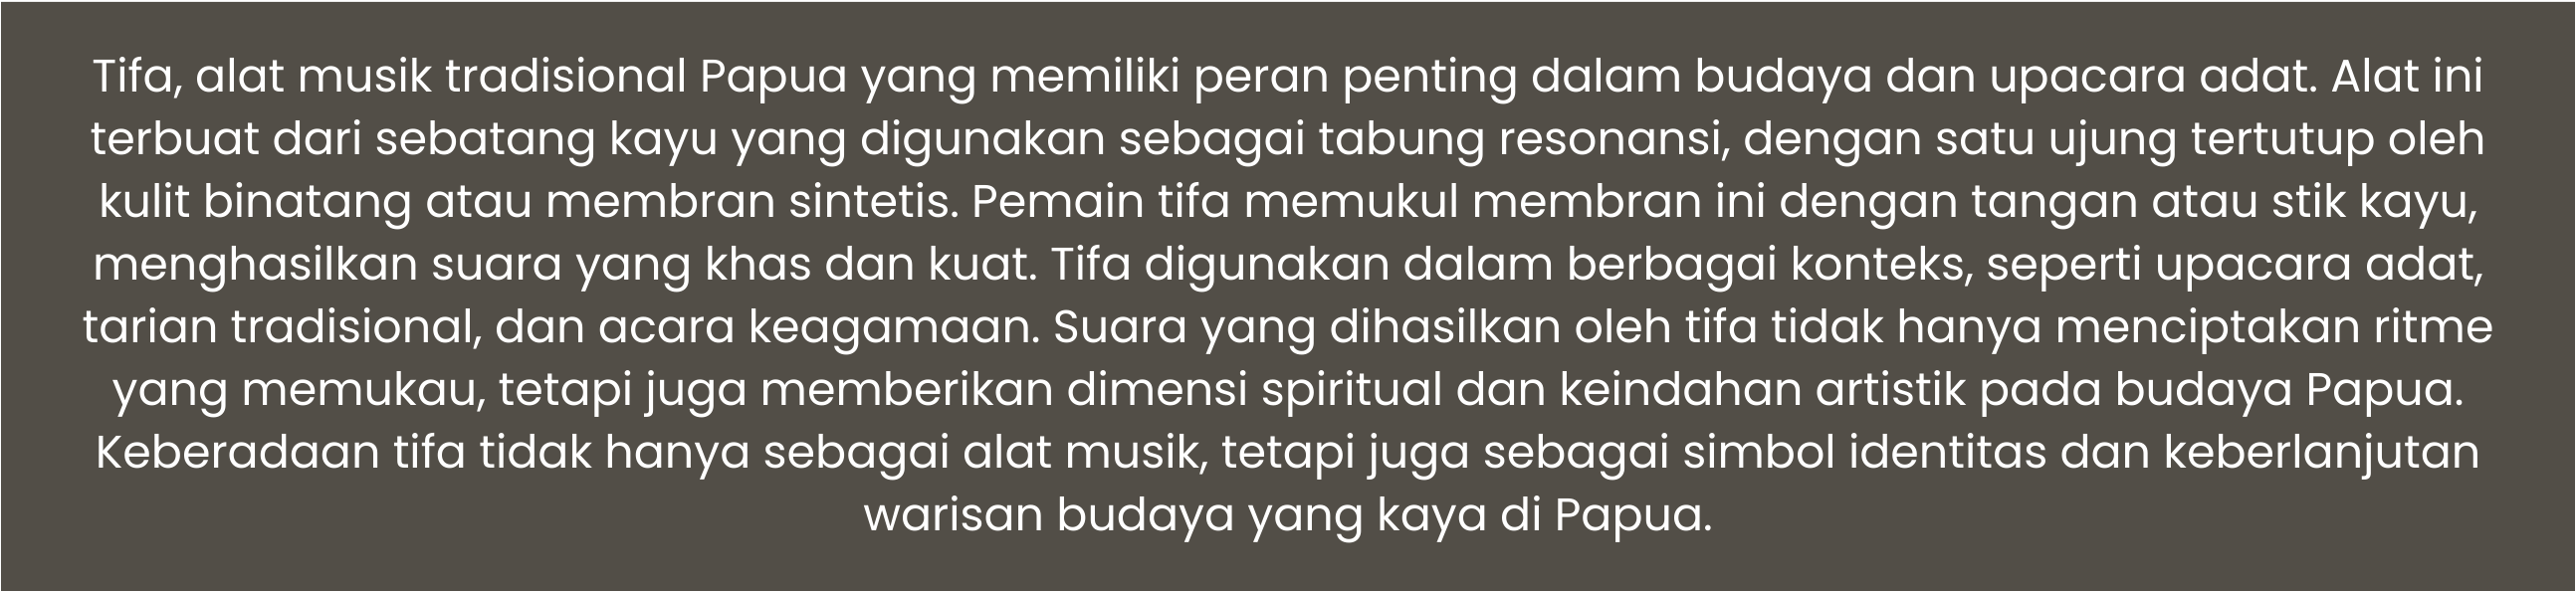 Tifa, alat musik tradisional Papua yang memiliki peran penting dalam budaya dan upacara adat. Alat ini
terbuat dari sebatang kayu yang digunakan sebagai tabung resonansi, dengan satu ujung tertutup oleh
kulit binatang atau membran sintetis. Pemain tifa memukul membran ini dengan tangan atau stik kayu,
menghasilkan suara yang khas dan kuat. Tifa digunakan dalam berbagai konteks, seperti upacara adat,
tarian tradisional, dan acara keagamaan. Suara yang dihasilkan oleh tifa tidak hanya menciptakan ritme
yang memukau, tetapi juga memberikan dimensi spiritual dan keindahan artistik pada budaya Papua.
Keberadaan tifa tidak hanya sebagai alat musik, tetapi juga sebagai simbol identitas dan keberlanjutan
warisan budaya yang kaya di Papua.